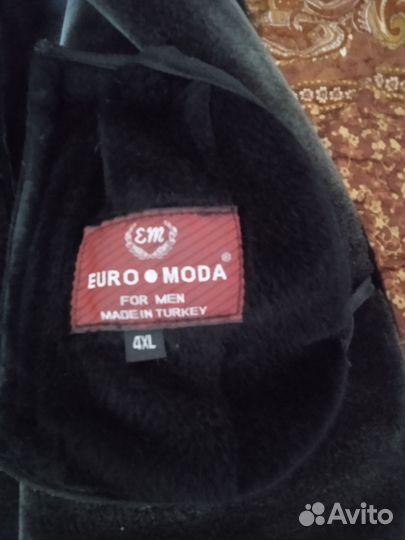 EM
EURO●MODA®
FOR MEN
MADE IN TURKEY
4XL
Avito